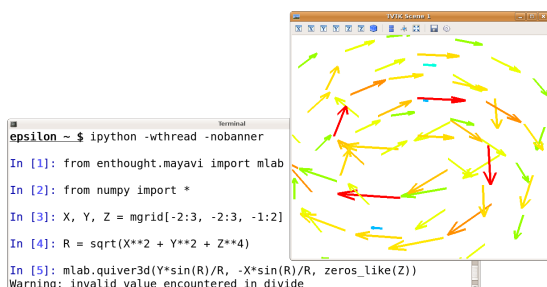 TVTK Scene 1
Terminal
epsilon ~ $ ipython -wthread -nobanner
In [1]: from enthought.mayavi import mlab
In [2]: from numpy import *
In [3]: X, Y, Z = mgrid[-2:3, -2:3, -1:2]
In [4]: R = sqrt(X**2 + Y**2 + Z**4)
In [5]: mlab.quiver3d(Y*sin(R)/R, -X*sin(R)/R, zeros_like(Z))
Warning: invalid value encountered in divide